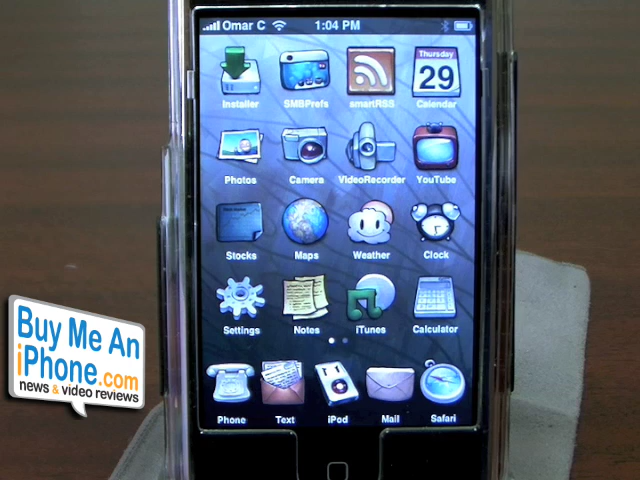 Omar C 1:04 PM
Installer SMBPrefs smartRSS Thursday 29 Calendar
Photos Camera VideoRecorder YouTube
Stocks Maps Weather Clock
Settings Notes iTunes Calculator
Phone Text iPod Mail Safari
Buy Me An
iPhone.com
news & video reviews